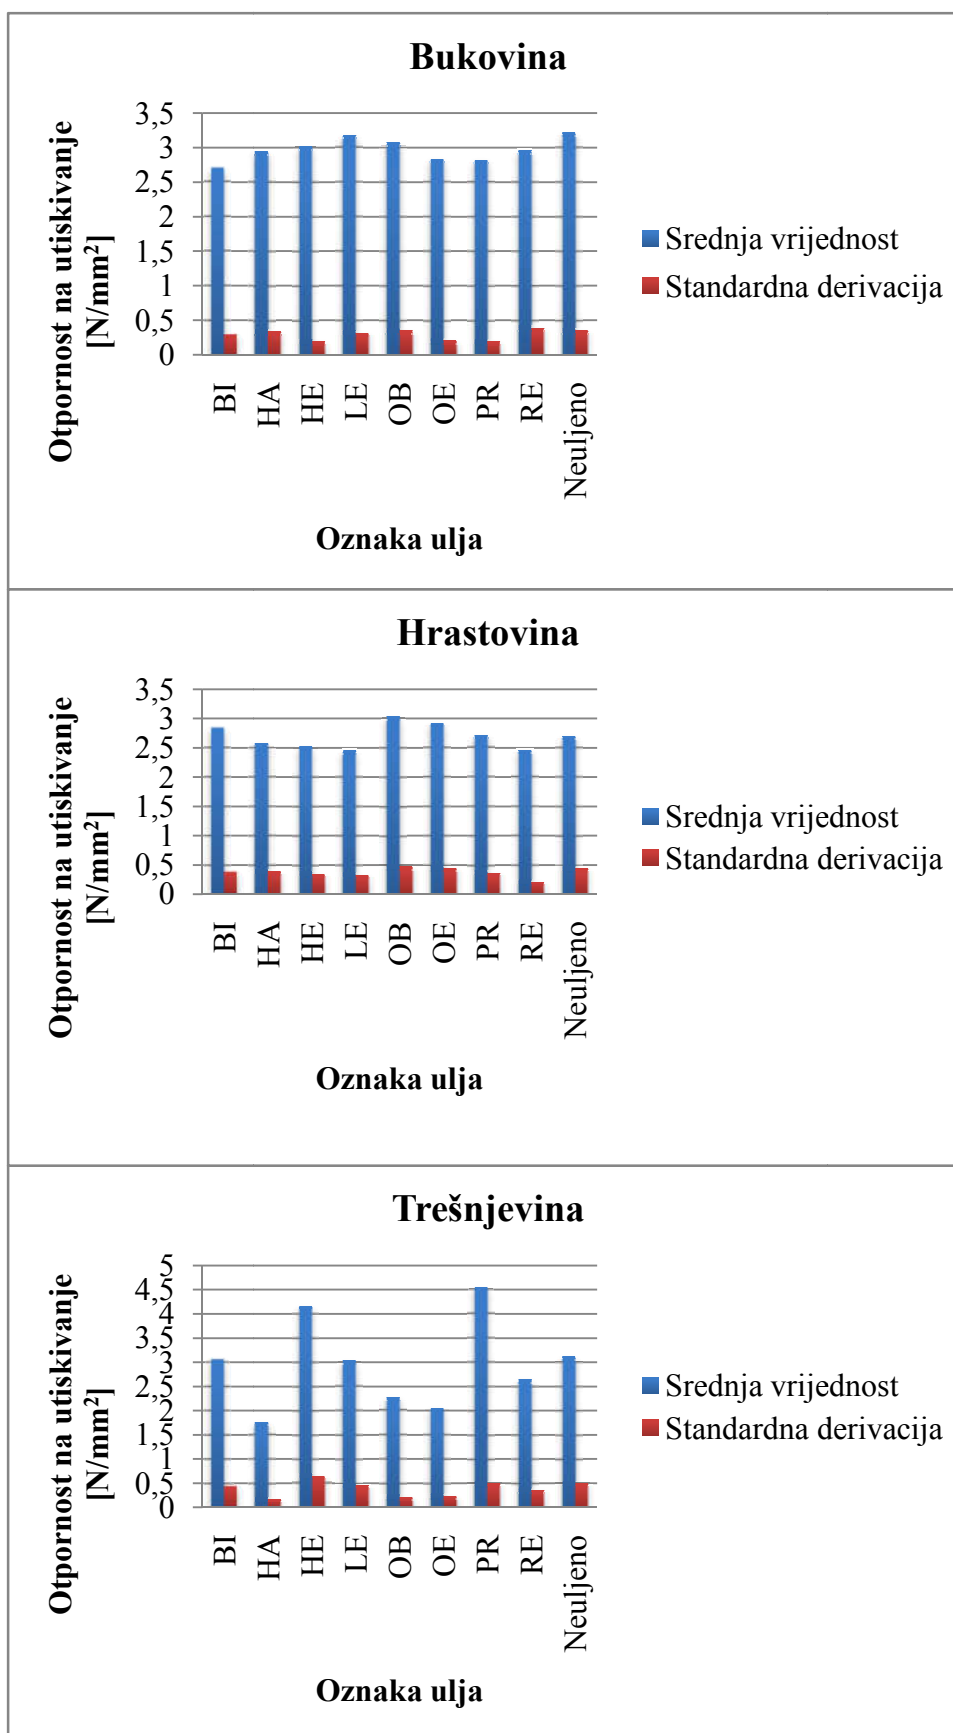 Bukovina
Otpornost na utiskivanje
[N/mm²]
3,5
3
2,5
2
1,5
1
0,5
0
BI
HA
HE
LE
OB
OE
PR
RE
Neuljeno
Oznaka ulja
Srednja vrijednost
Standardna derivacija
Hrastovina
Otpornost na utiskivanje
[N/mm²]
3,5
3
2,5
2
1,5
1
0,5
0
BI
HA
HE
LE
OB
OE
PR
RE
Neuljeno
Oznaka ulja
Srednja vrijednost
Standardna derivacija
Trešnjevina
Otpornost na utiskivanje
[N/mm²]
5
4,5
4
3,5
3
2,5
2
1,5
1
0,5
0
BI
HA
HE
LE
OB
OE
PR
RE
Neuljeno
Oznaka ulja
Srednja vrijednost
Standardna derivacija